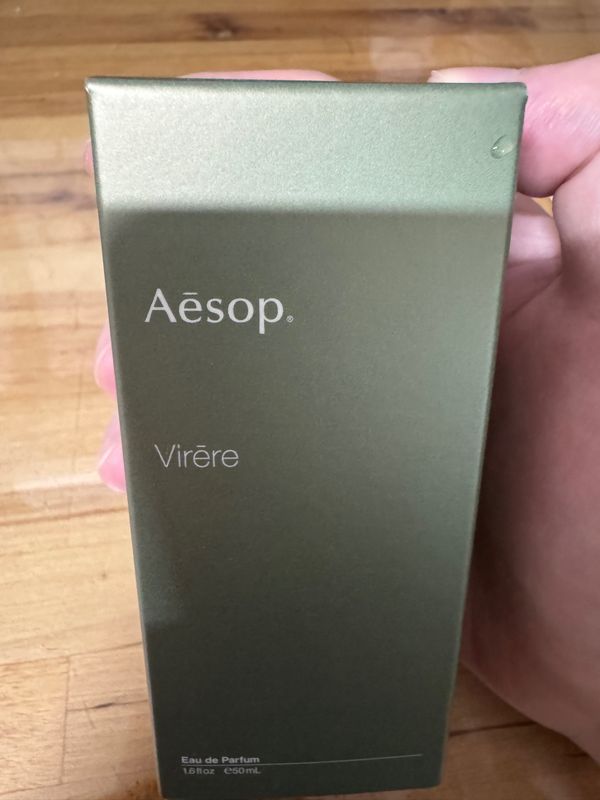 Aēsop®
Virēre
Eau de Parfum
1.6 fl oz ℮50 mL